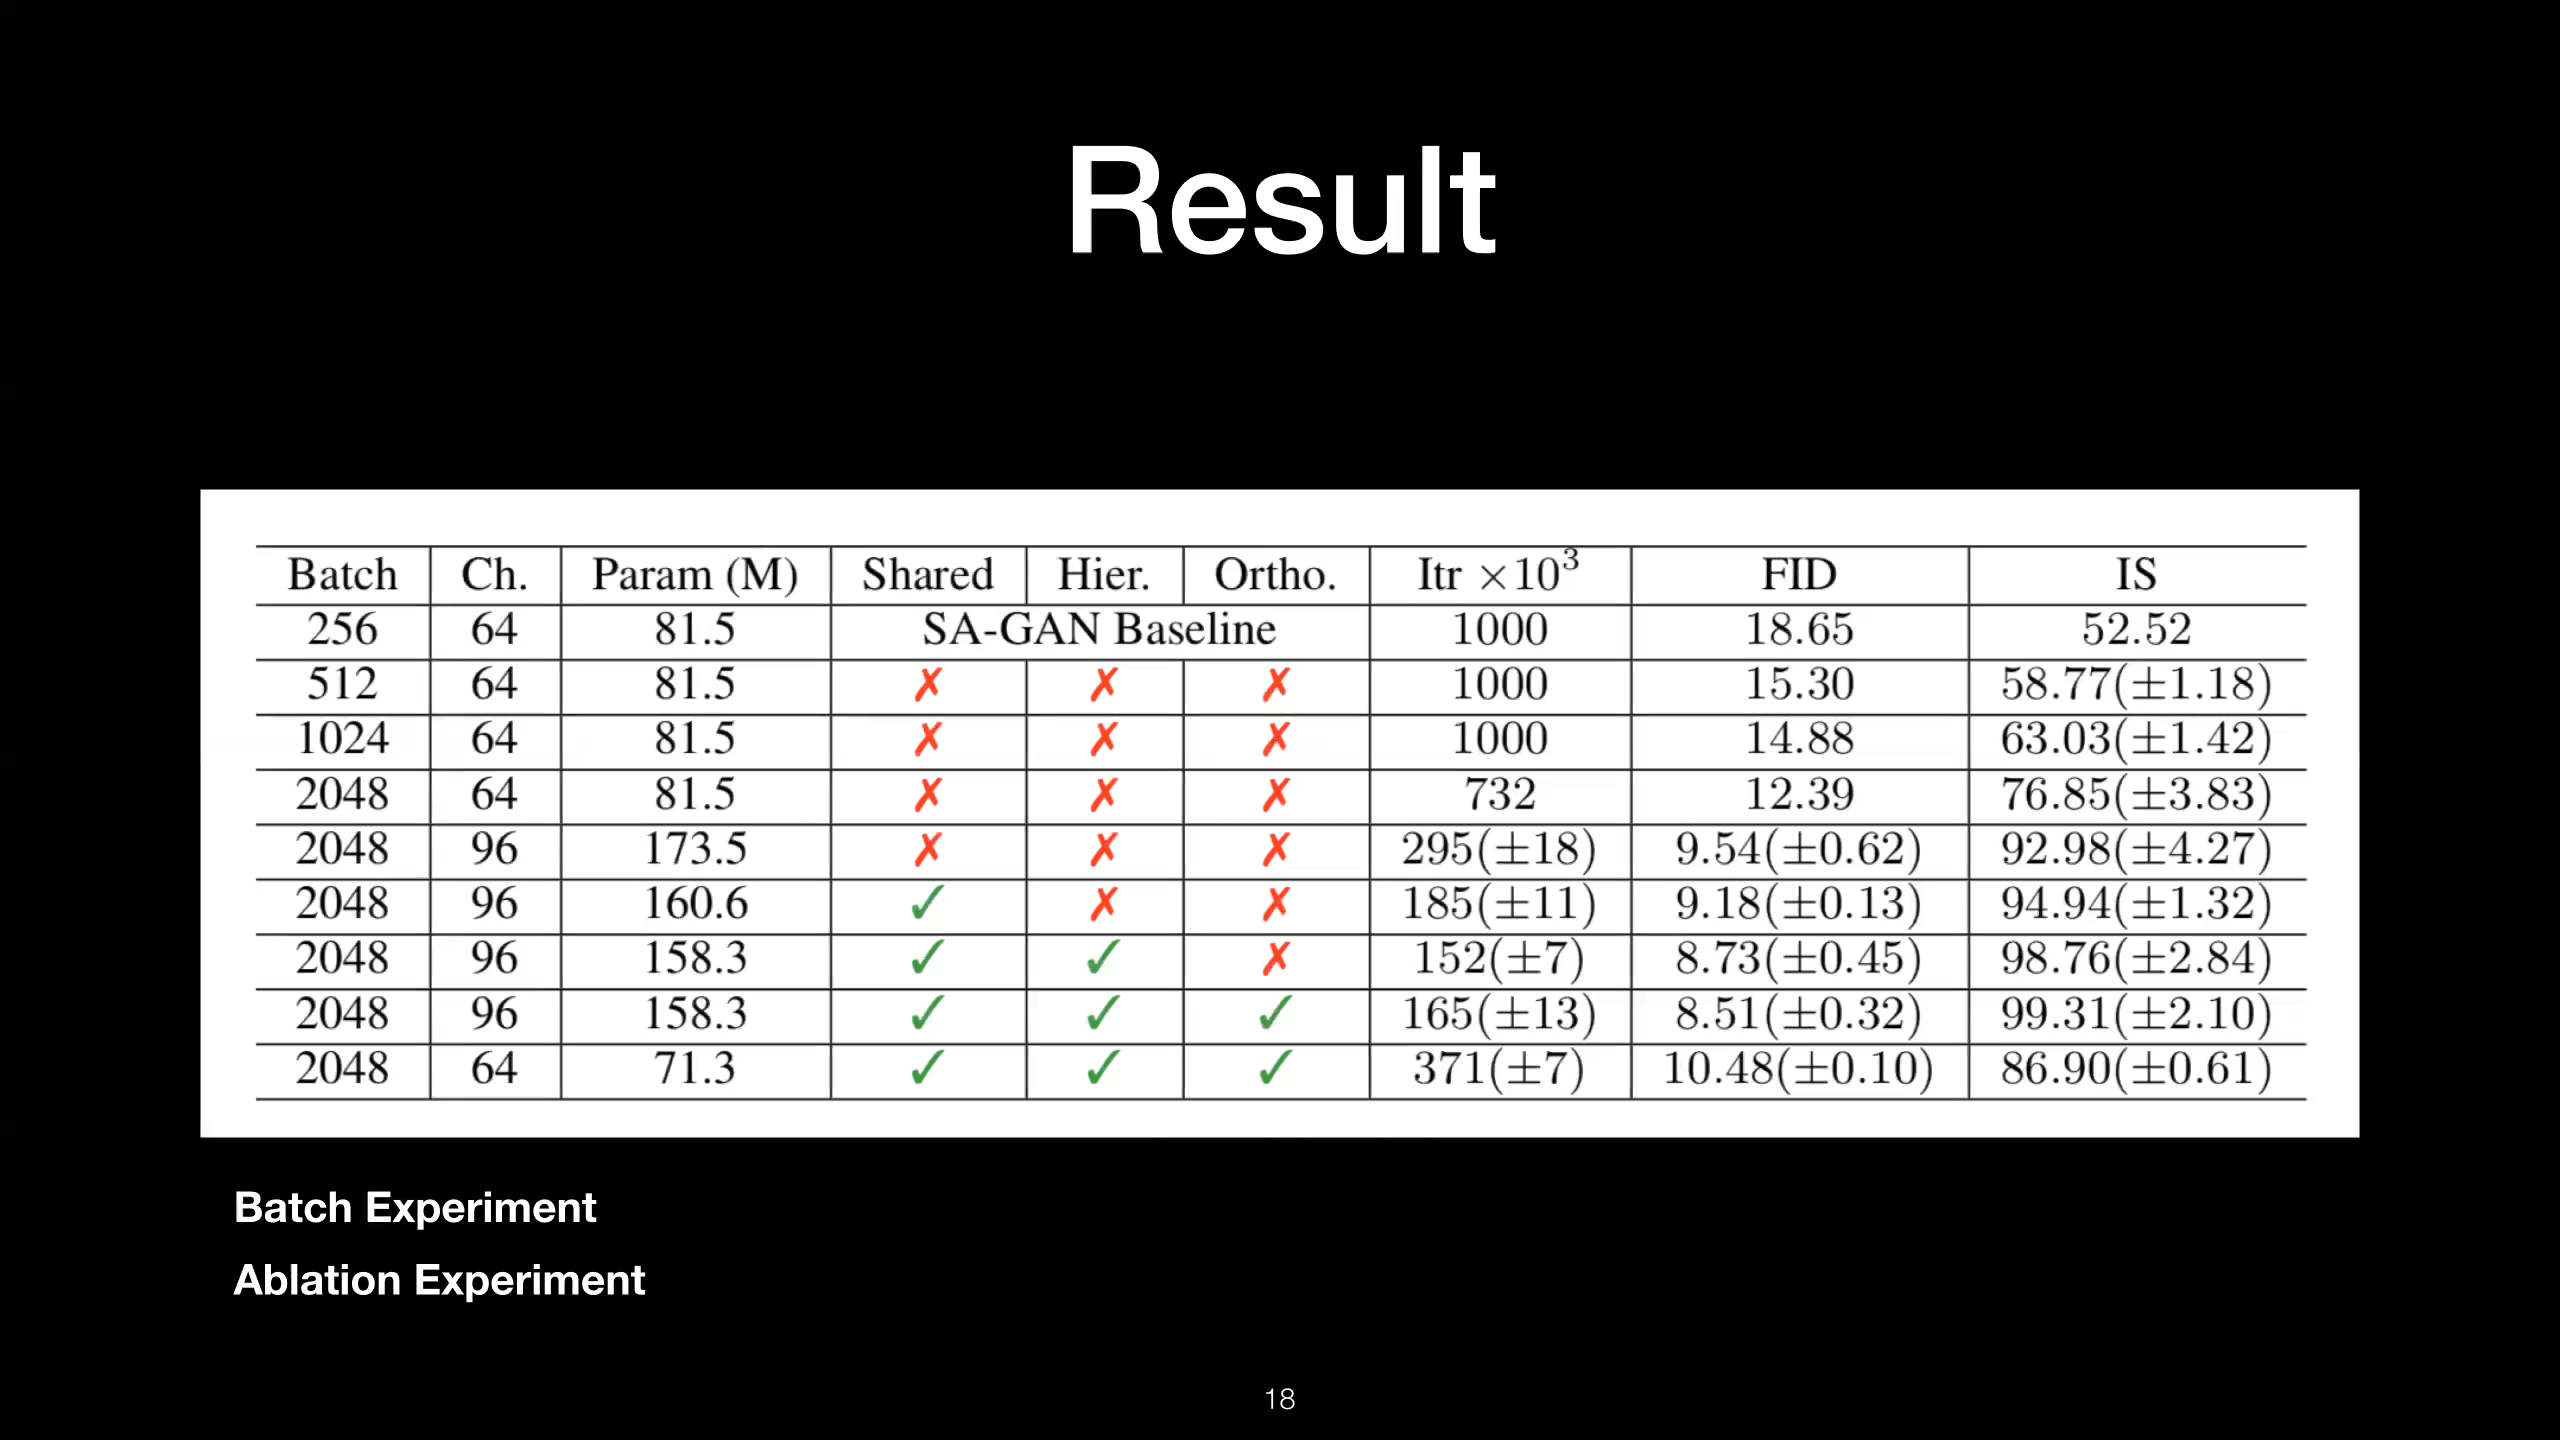 Result
Batch Ch. Param (M) Shared Hier. Ortho. Itr ×10³ FID IS
256 64 81.5 SA-GAN Baseline 1000 18.65 52.52
512 64 81.5 ✗ ✗ ✗ 1000 15.30 58.77(±1.18)
1024 64 81.5 ✗ ✗ ✗ 1000 14.88 63.03(±1.42)
2048 64 81.5 ✗ ✗ ✗ 732 12.39 76.85(±3.83)
2048 96 173.5 ✗ ✗ ✗ 295(±18) 9.54(±0.62) 92.98(±4.27)
2048 96 160.6 ✓ ✗ ✗ 185(±11) 9.18(±0.13) 94.94(±1.32)
2048 96 158.3 ✓ ✓ ✗ 152(±7) 8.73(±0.45) 98.76(±2.84)
2048 96 158.3 ✓ ✓ ✓ 165(±13) 8.51(±0.32) 99.31(±2.10)
2048 64 71.3 ✓ ✓ ✓ 371(±7) 10.48(±0.10) 86.90(±0.61)
Batch Experiment
Ablation Experiment
18